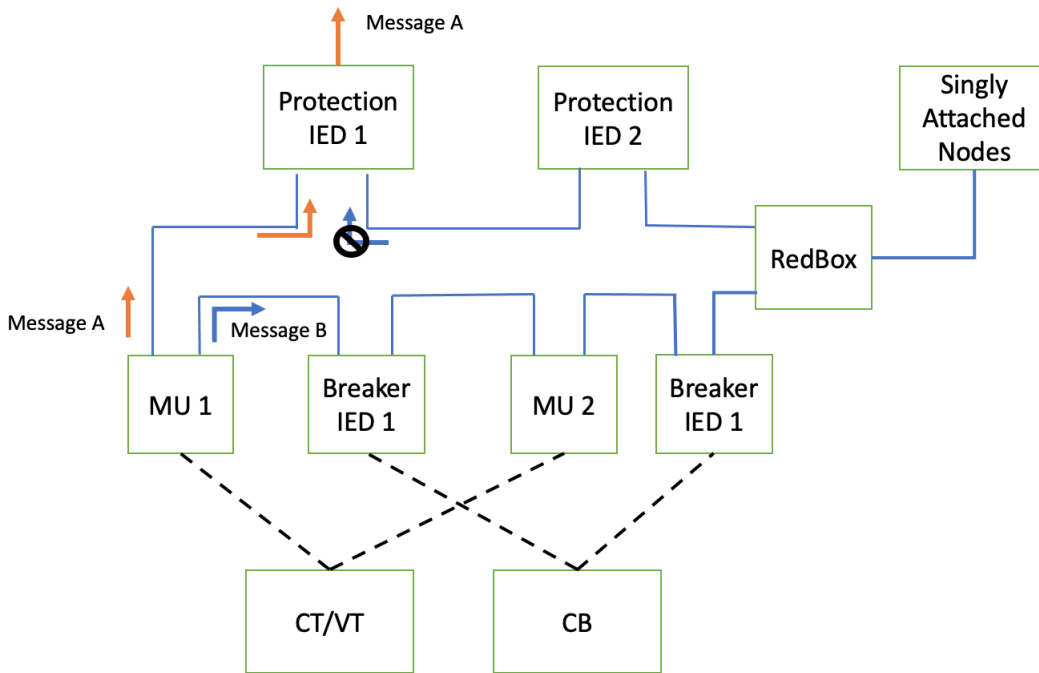 Message A
Protection
IED 1
Protection
IED 2
Singly
Attached
Nodes
RedBox
Message A
Message B
MU 1
Breaker
IED 1
MU 2
Breaker
IED 1
CT/VT
CB